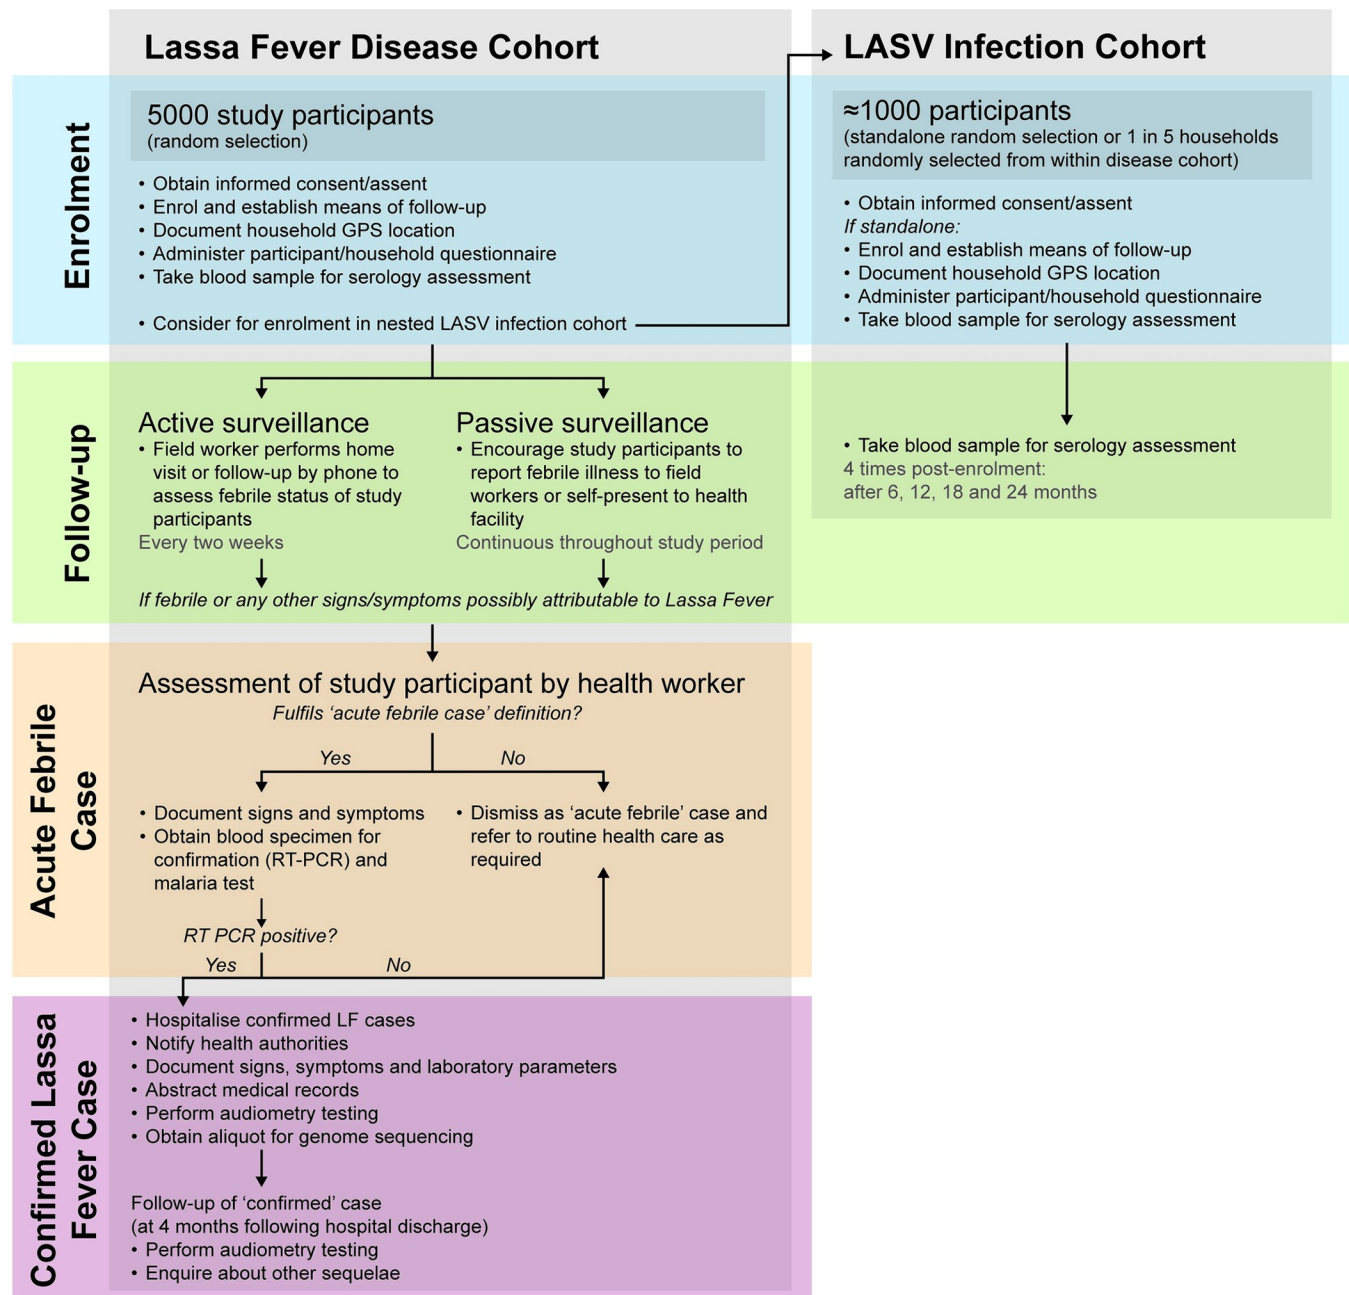 Lassa Fever Disease Cohort
LASV Infection Cohort
Enrolment
5000 study participants
(random selection)
• Obtain informed consent/assent
• Enrol and establish means of follow-up
• Document household GPS location
• Administer participant/household questionnaire
• Take blood sample for serology assessment
• Consider for enrolment in nested LASV infection cohort
≈1000 participants
(standalone random selection or 1 in 5 households
randomly selected from within disease cohort)
• Obtain informed consent/assent
If standalone:
• Enrol and establish means of follow-up
• Document household GPS location
• Administer participant/household questionnaire
• Take blood sample for serology assessment
Follow-up
Active surveillance
• Field worker performs home
visit or follow-up by phone to
assess febrile status of study
participants
Every two weeks
Passive surveillance
• Encourage study participants to
report febrile illness to field
workers or self-present to health
facility
Continuous throughout study period
If febrile or any other signs/symptoms possibly attributable to Lassa Fever
• Take blood sample for serology assessment
4 times post-enrolment:
after 6, 12, 18 and 24 months
Acute Febrile
Case
Assessment of study participant by health worker
Fulfils ‘acute febrile case’ definition?
Yes
No
• Document signs and symptoms
• Obtain blood specimen for
confirmation (RT-PCR) and
malaria test
• Dismiss as ‘acute febrile’ case and
refer to routine health care as
required
RT PCR positive?
Yes
No
Confirmed Lassa
Fever Case
• Hospitalise confirmed LF cases
• Notify health authorities
• Document signs, symptoms and laboratory parameters
• Abstract medical records
• Perform audiometry testing
• Obtain aliquot for genome sequencing
Follow-up of ‘confirmed’ case
(at 4 months following hospital discharge)
• Perform audiometry testing
• Enquire about other sequelae